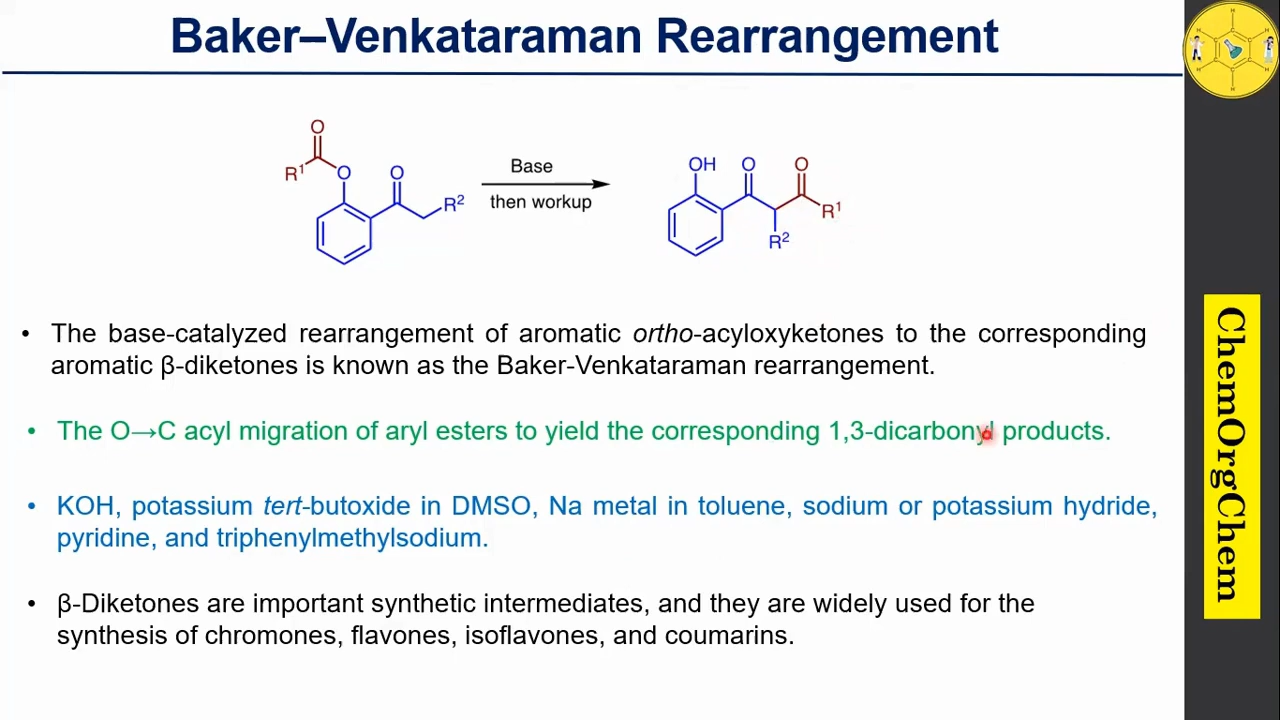 Baker–Venkataraman Rearrangement
O
R¹
O
O
R²
Base
then workup
OH
O
O
R¹
R²
• The base-catalyzed rearrangement of aromatic ortho-acyloxyketones to the corresponding
aromatic β-diketones is known as the Baker-Venkataraman rearrangement.
• The O→C acyl migration of aryl esters to yield the corresponding 1,3-dicarbonyl products.
• KOH, potassium tert-butoxide in DMSO, Na metal in toluene, sodium or potassium hydride,
pyridine, and triphenylmethylsodium.
• β-Diketones are important synthetic intermediates, and they are widely used for the
synthesis of chromones, flavones, isoflavones, and coumarins.
ChemOrgChem